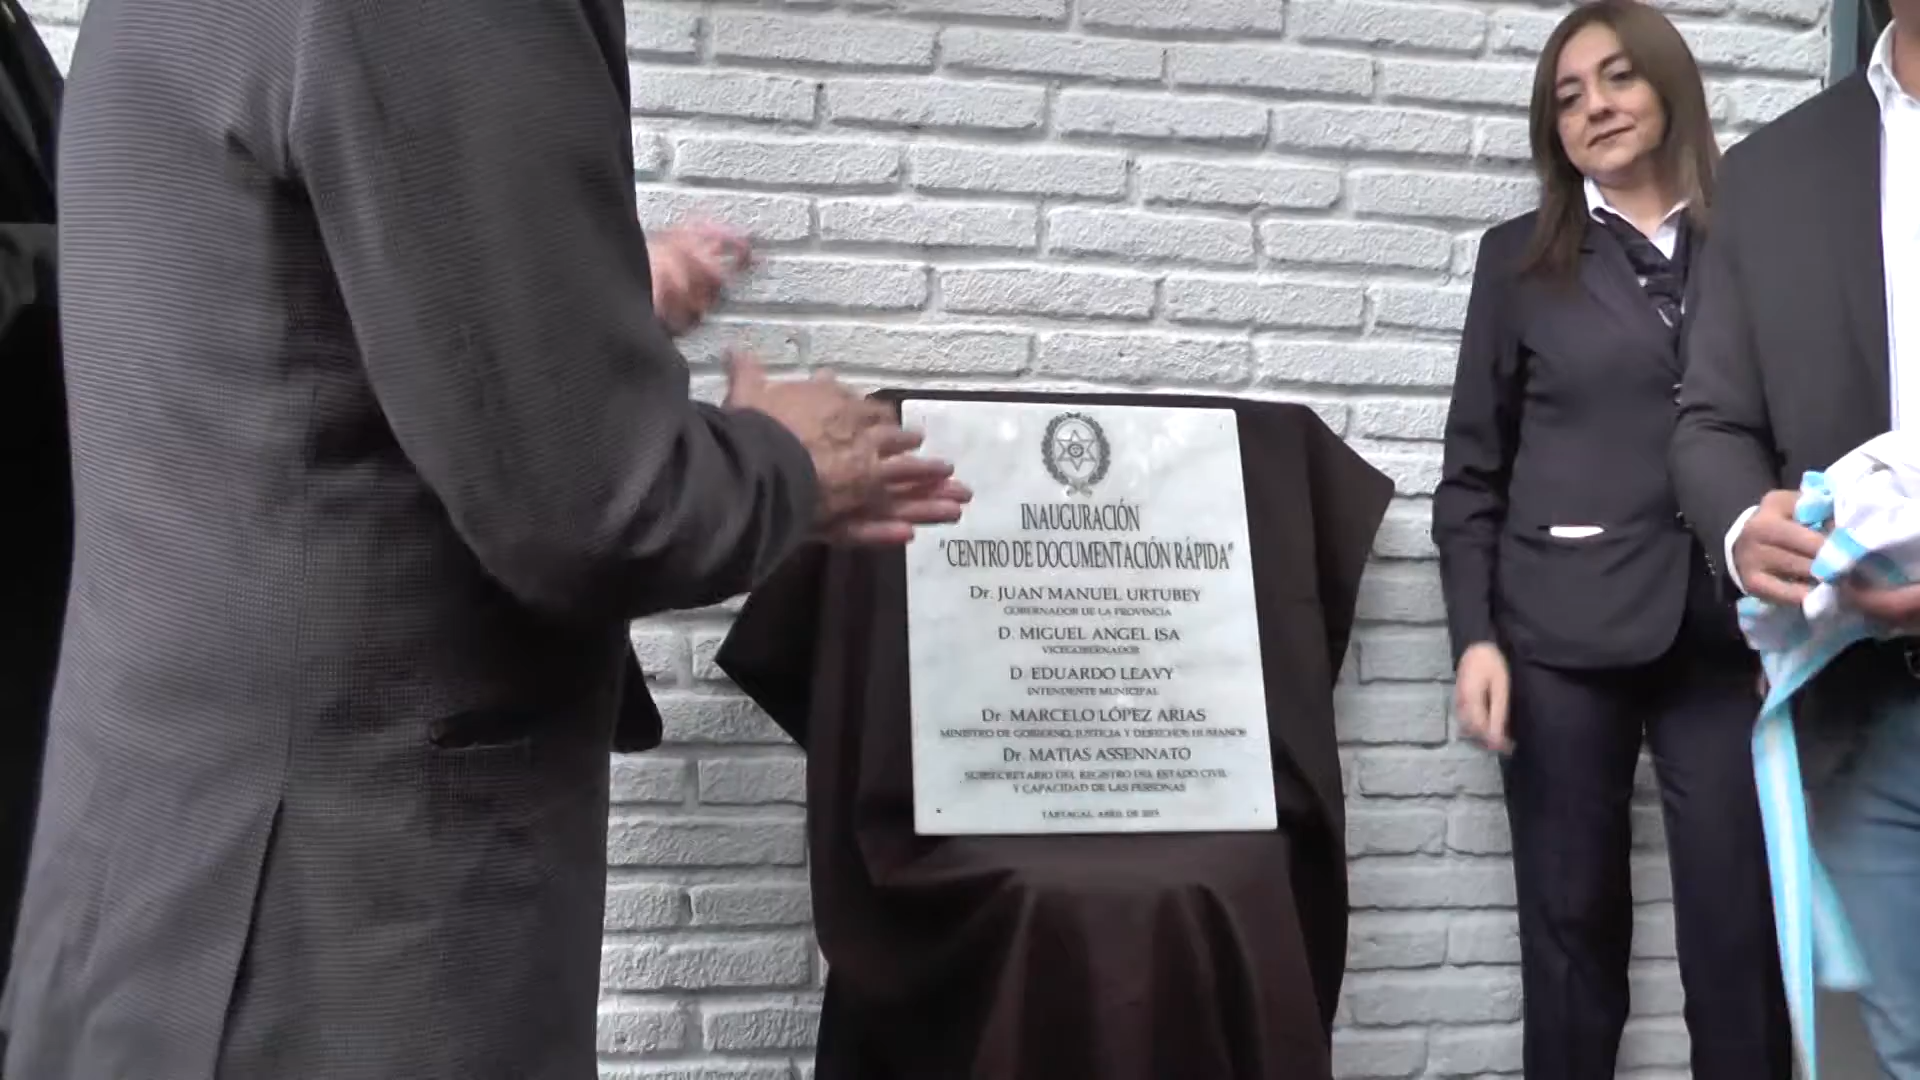 INAUGURACIÓN
"CENTRO DE DOCUMENTACIÓN RÁPIDA"
Dr. JUAN MANUEL URTUBEY
GOBERNADOR DE LA PROVINCIA
D. MIGUEL ANGEL ISA
VICEGOBERNADOR
D. EDUARDO LEAVY
INTENDENTE MUNICIPAL
Dr. MARCELO LÓPEZ ARIAS
MINISTRO DE GOBIERNO, JUSTICIA Y DERECHOS HUMANOS
Dr. MATIAS ASSENNATO
SUBSECRETARIO DEL REGISTRO DEL ESTADO CIVIL
Y CAPACIDAD DE LAS PERSONAS
TARTAGAL, ABRIL DE